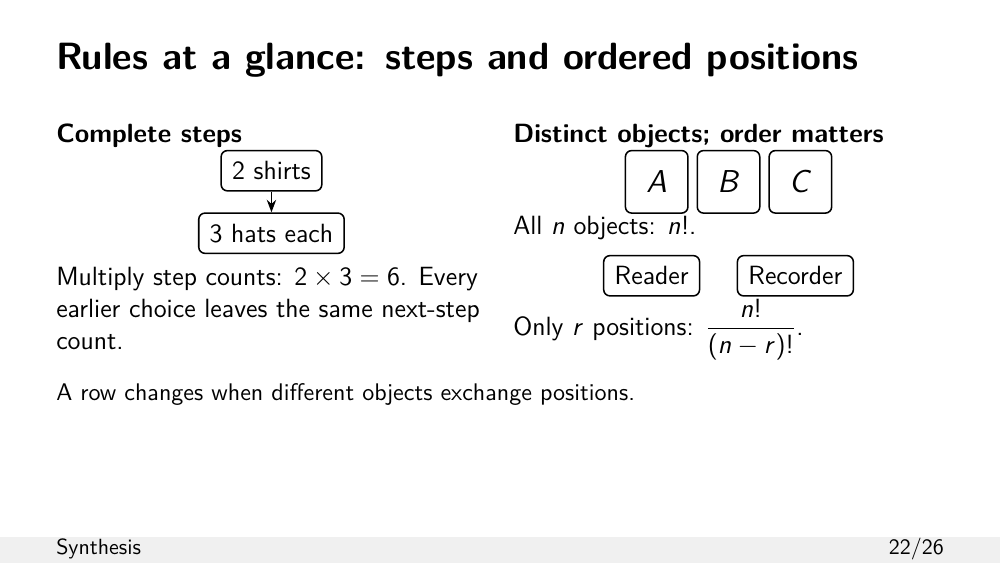 Rules at a glance: steps and ordered positions
Complete steps
2 shirts
3 hats each
Multiply step counts: 2 × 3 = 6. Every
earlier choice leaves the same next-step
count.
Distinct objects; order matters
A B C
All n objects: n!.
Reader Recorder
Only r positions: n!/(n − r)!.
A row changes when different objects exchange positions.
Synthesis 22/26